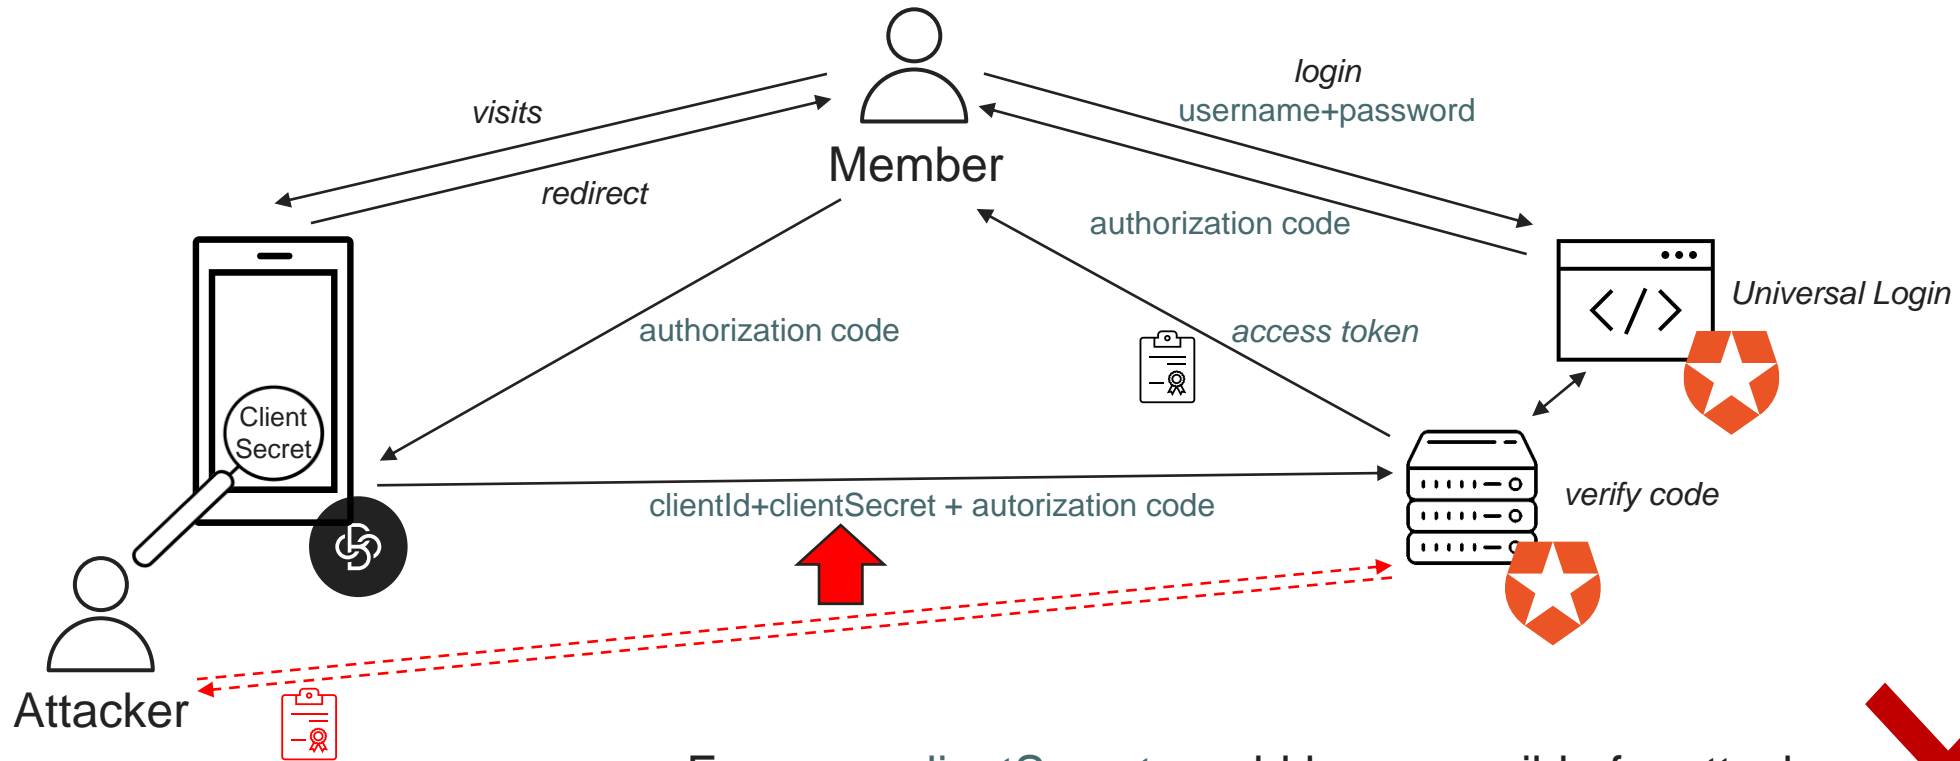 login
visits
username+password
Member
redirect
authorization code
Universal Login
authorization code
access token
Client
Secret
clientId+clientSecret + autorization code
verify code
Attacker
clientSecret